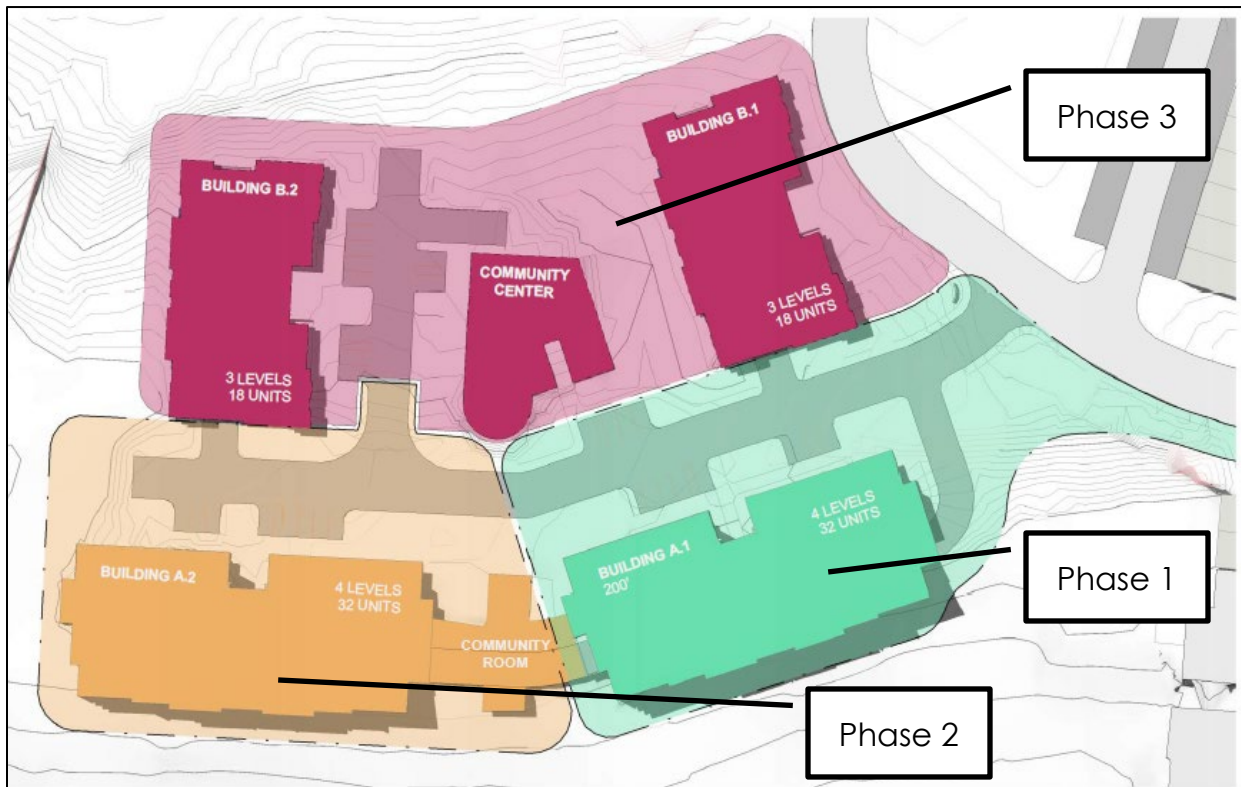 Phase 3
BUILDING B.1
BUILDING B.2
COMMUNITY
CENTER
3 LEVELS
18 UNITS
3 LEVELS
18 UNITS
4 LEVELS
32 UNITS
BUILDING A.1
200'
Phase 1
BUILDING A.2
4 LEVELS
32 UNITS
COMMUNITY
ROOM
Phase 2